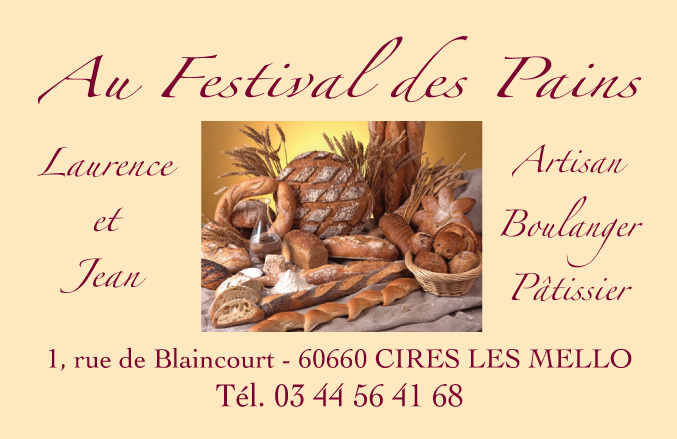 Au Festival des Pains
Laurence
et
Jean
Artisan
Boulanger
Pâtissier
1, rue de Blaincourt - 60660 CIRES LES MELLO
Tél. 03 44 56 41 68